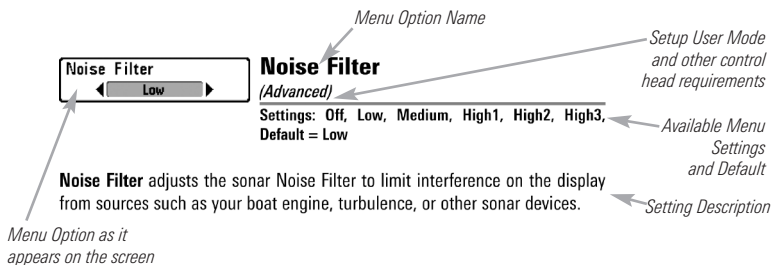 Menu Option Name
Setup User Mode
and other control
head requirements
Noise Filter
Low
Noise Filter
(Advanced)
Settings: Off, Low, Medium, High1, High2, High3,
Default = Low
Available Menu
Settings
and Default
Noise Filter adjusts the sonar Noise Filter to limit interference on the display
from sources such as your boat engine, turbulence, or other sonar devices.
Setting Description
Menu Option as it
appears on the screen